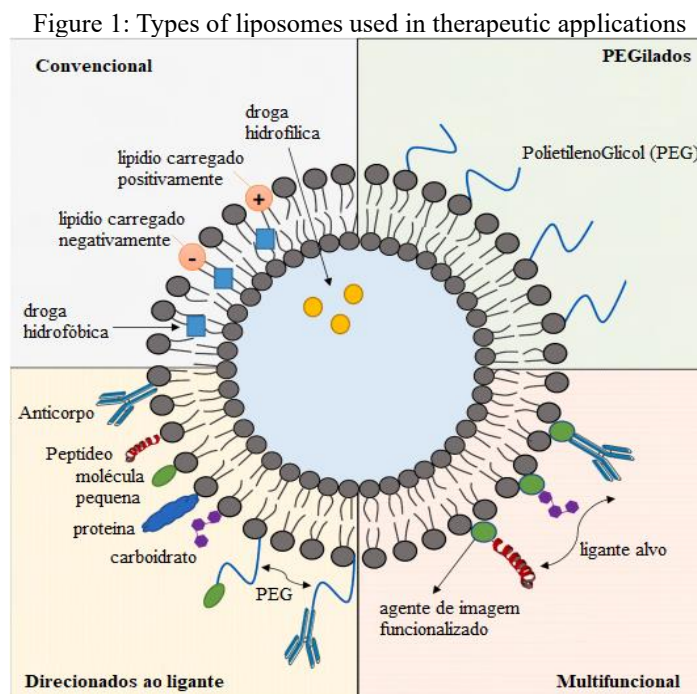 Figure 1: Types of liposomes used in therapeutic applications
Convencional
PEGilados
droga
hidrofílica
PolietilenoGlicol (PEG)
lipidio carregado
positivamente
+
lipidio carregado
negativamente
-
droga
hidrofóbica
Anticorpo
Peptídeo
molécula
pequena
proteina
carboidrato
PEG
ligante alvo
agente de imagem
funcionalizado
Direcionados ao ligante
Multifuncional